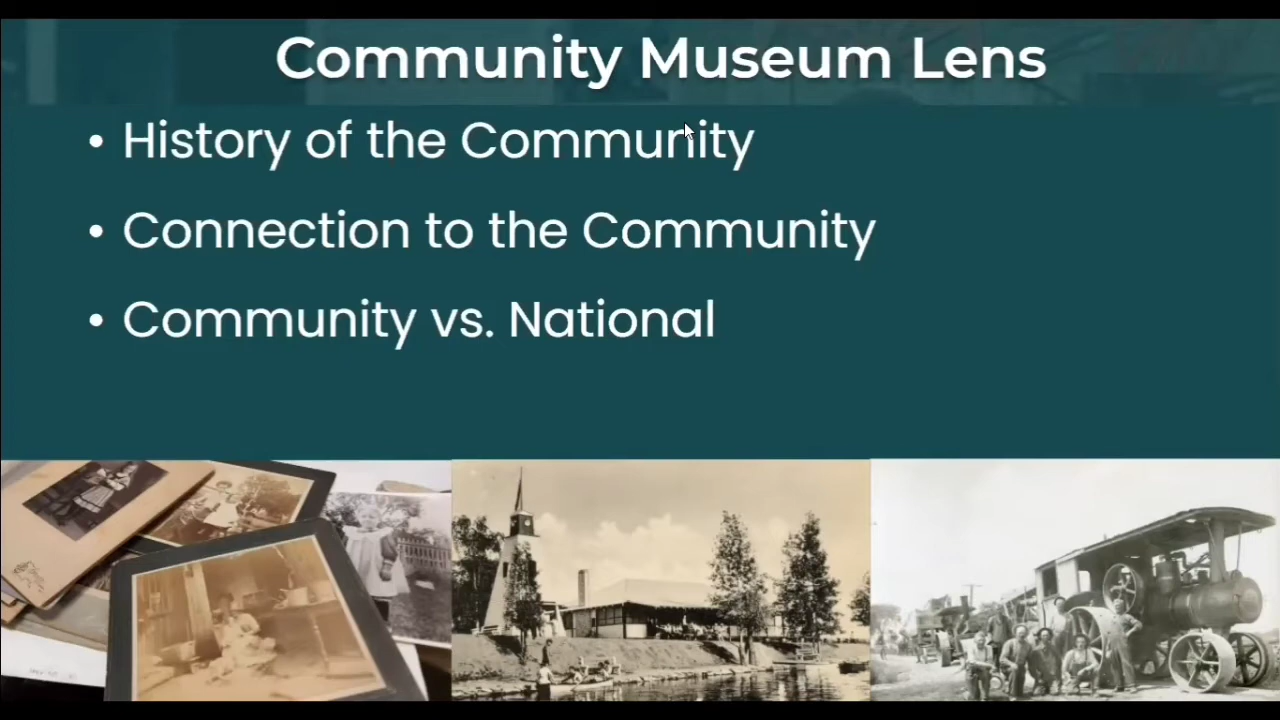 Community Museum Lens
• History of the Community
• Connection to the Community
• Community vs. National